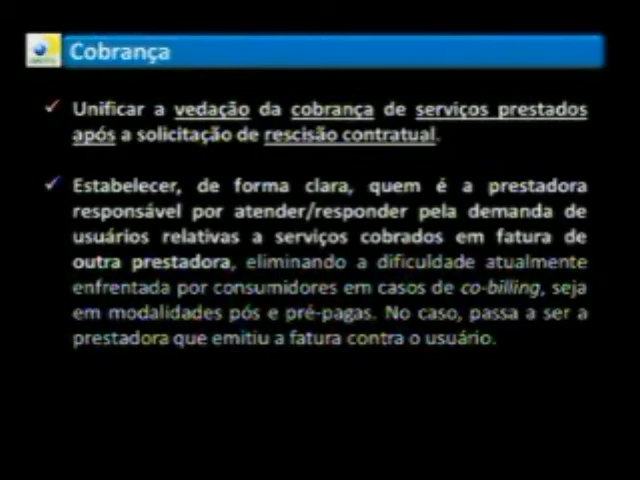 Cobrança
✓ Unificar a vedação da cobrança de serviços prestados
após a solicitação de rescisão contratual.
✓ Estabelecer, de forma clara, quem é a prestadora
responsável por atender/responder pela demanda de
usuários relativas a serviços cobrados em fatura de
outra prestadora, eliminando a dificuldade atualmente
enfrentada por consumidores em casos de co-billing, seja
em modalidades pós e pré-pagas. No caso, passa a ser a
prestadora que emitiu a fatura contra o usuário.